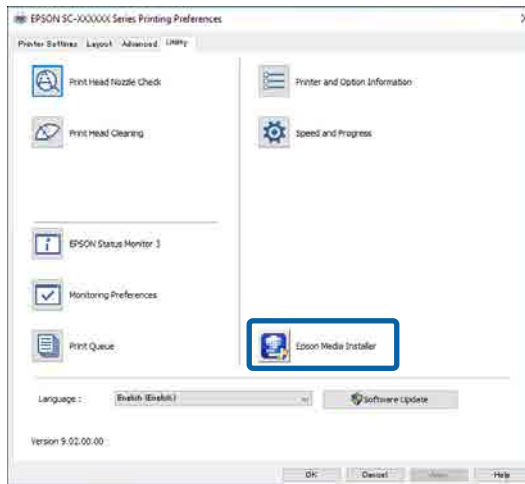 EPSON SC-XXXXXX Series Printing Preferences
Printer Settings Layout Advanced Utility
Print Head Nozzle Check
Printer and Option Information
Print Head Cleaning
Speed and Progress
EPSON Status Monitor 3
Monitoring Preferences
Print Queue
Epson Media Installer
Language :
English (English)
Software Update
Version 9.02.00.00
OK Cancel Apply Help